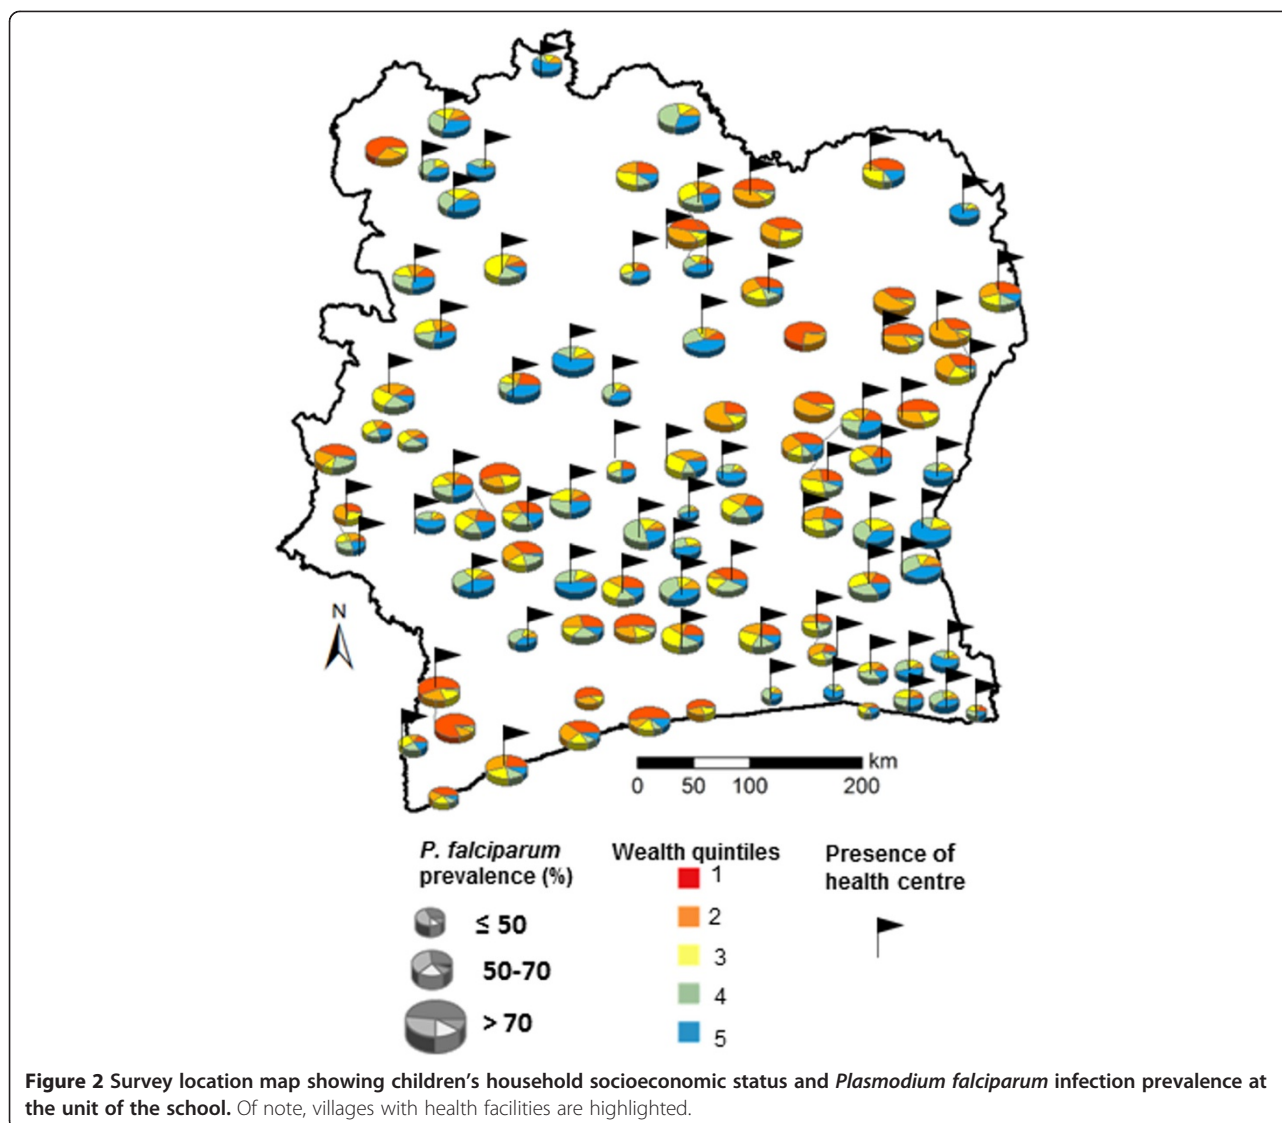 N
km
0 50 100 200
P. falciparum
prevalence (%)
≤ 50
50-70
> 70
Wealth quintiles
1
2
3
4
5
Presence of
health centre
Figure 2 Survey location map showing children's household socioeconomic status and Plasmodium falciparum infection prevalence at
the unit of the school. Of note, villages with health facilities are highlighted.